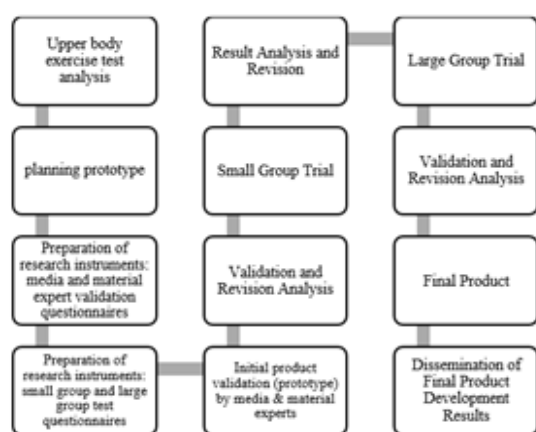 Upper body
exercise test
analysis
planning prototype
Preparation of
research instruments:
media and material
expert validation
questionnaires
Preparation of
research instruments:
small group and large
group test
questionnaires
Initial product
validation (prototype)
by media & material
experts
Validation and
Revision Analysis
Small Group Trial
Result Analysis and
Revision
Large Group Trial
Validation and
Revision Analysis
Final Product
Dissemination of
Final Product
Development
Results